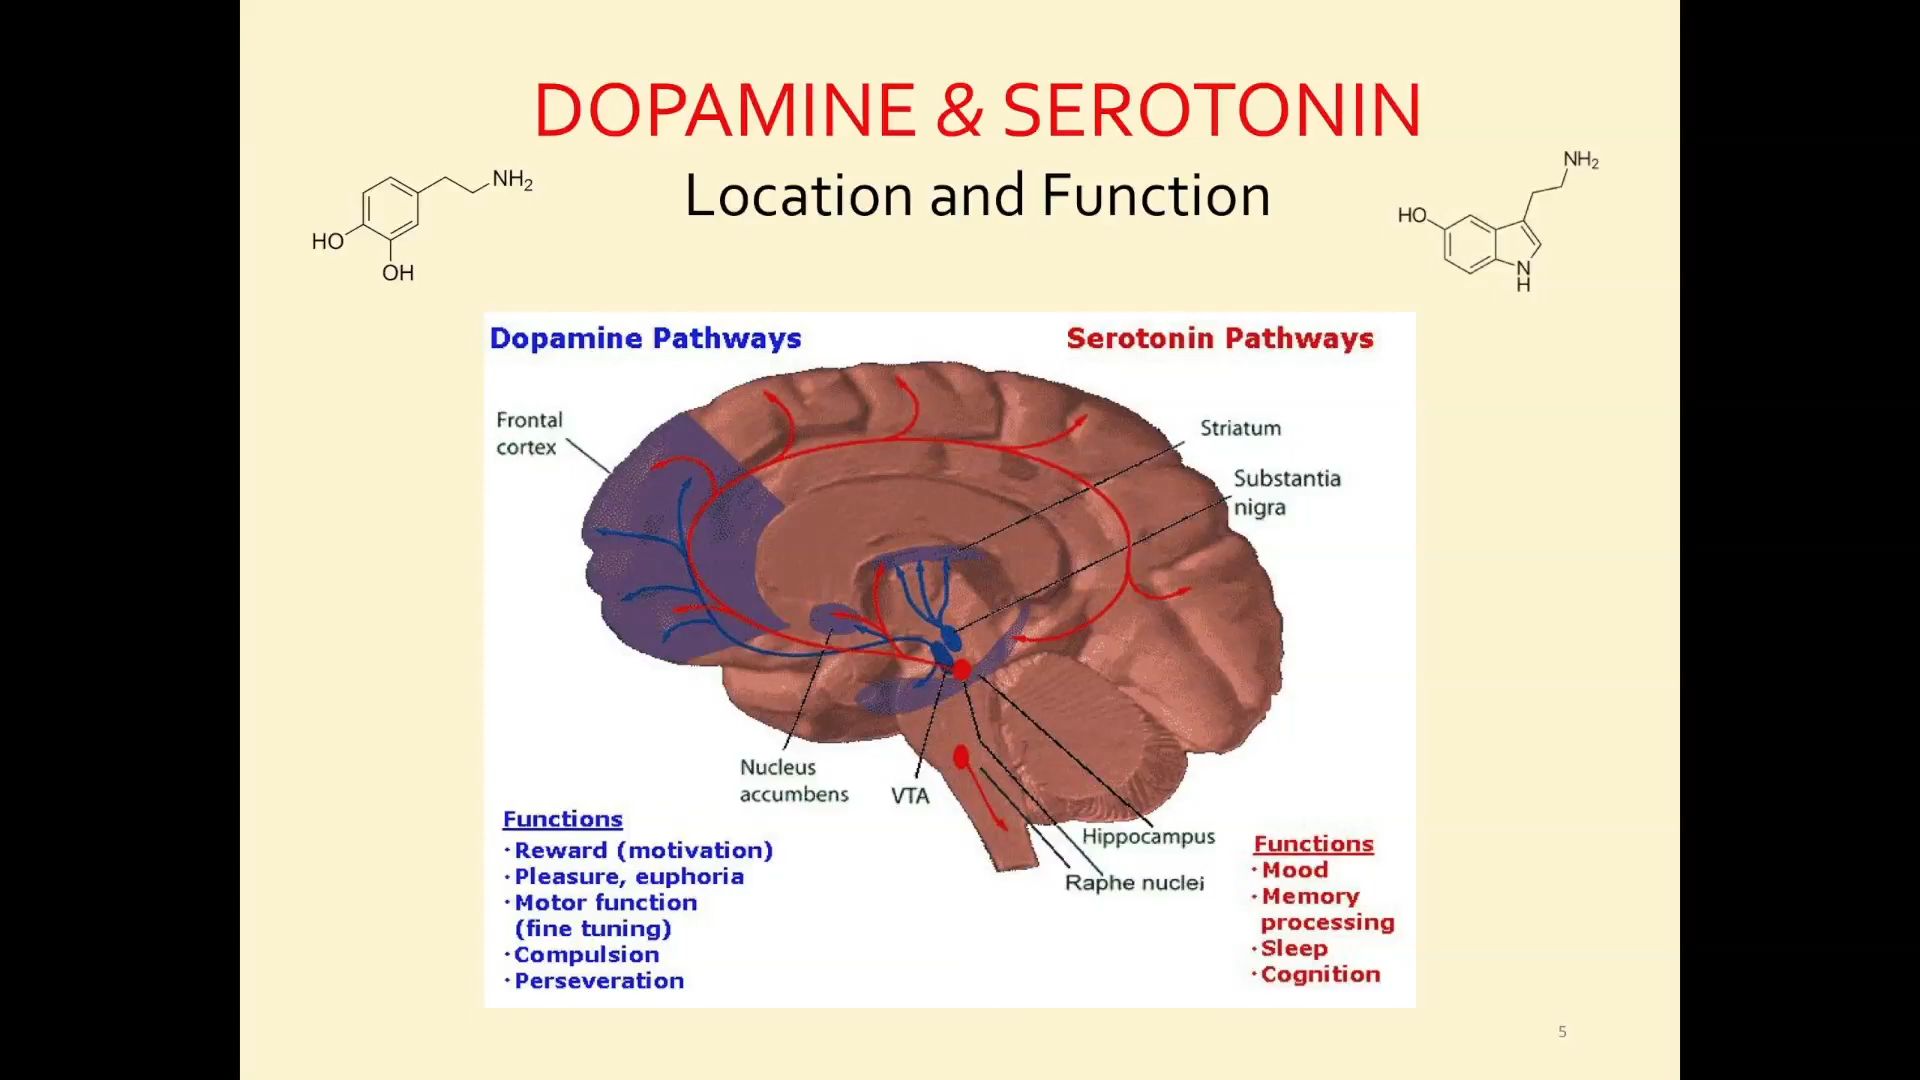 DOPAMINE & SEROTONIN
Location and Function
NH2
HO
OH
NH2
HO
N
H
Dopamine Pathways
Serotonin Pathways
Frontal
cortex
Striatum
Substantia
nigra
Nucleus
accumbens
VTA
Hippocampus
Raphe nuclei
Functions
·Reward (motivation)
·Pleasure, euphoria
·Motor function
(fine tuning)
·Compulsion
·Perseveration
Functions
·Mood
·Memory
processing
·Sleep
·Cognition
5